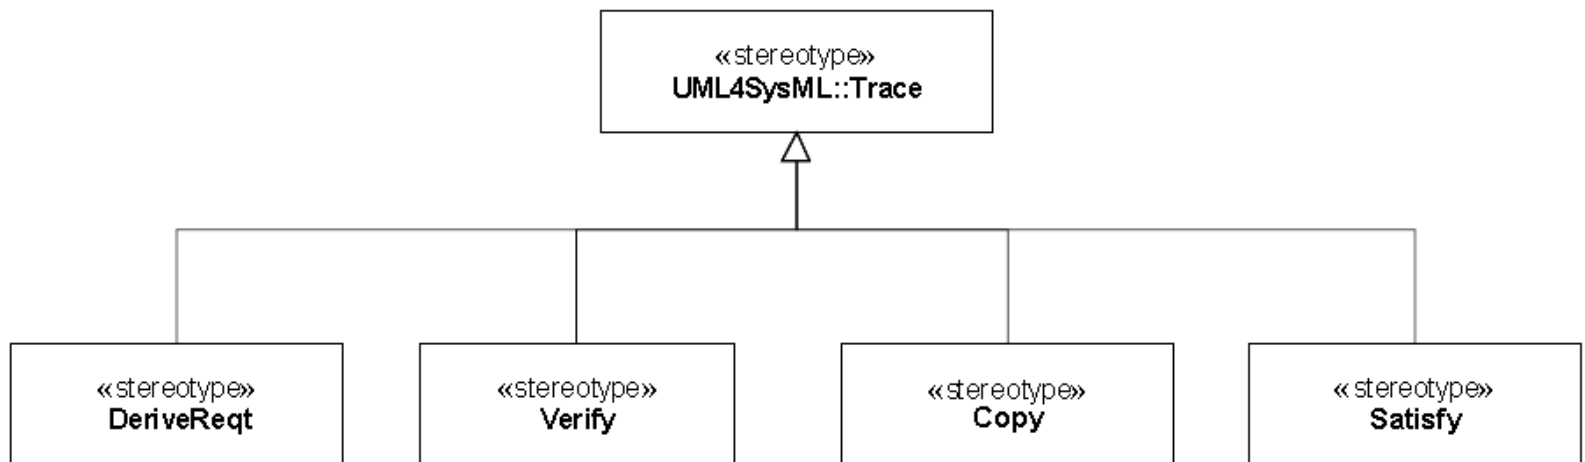 «stereotype»
UML4SysML::Trace
«stereotype»
DeriveReqt
«stereotype»
Verify
«stereotype»
Copy
«stereotype»
Satisfy